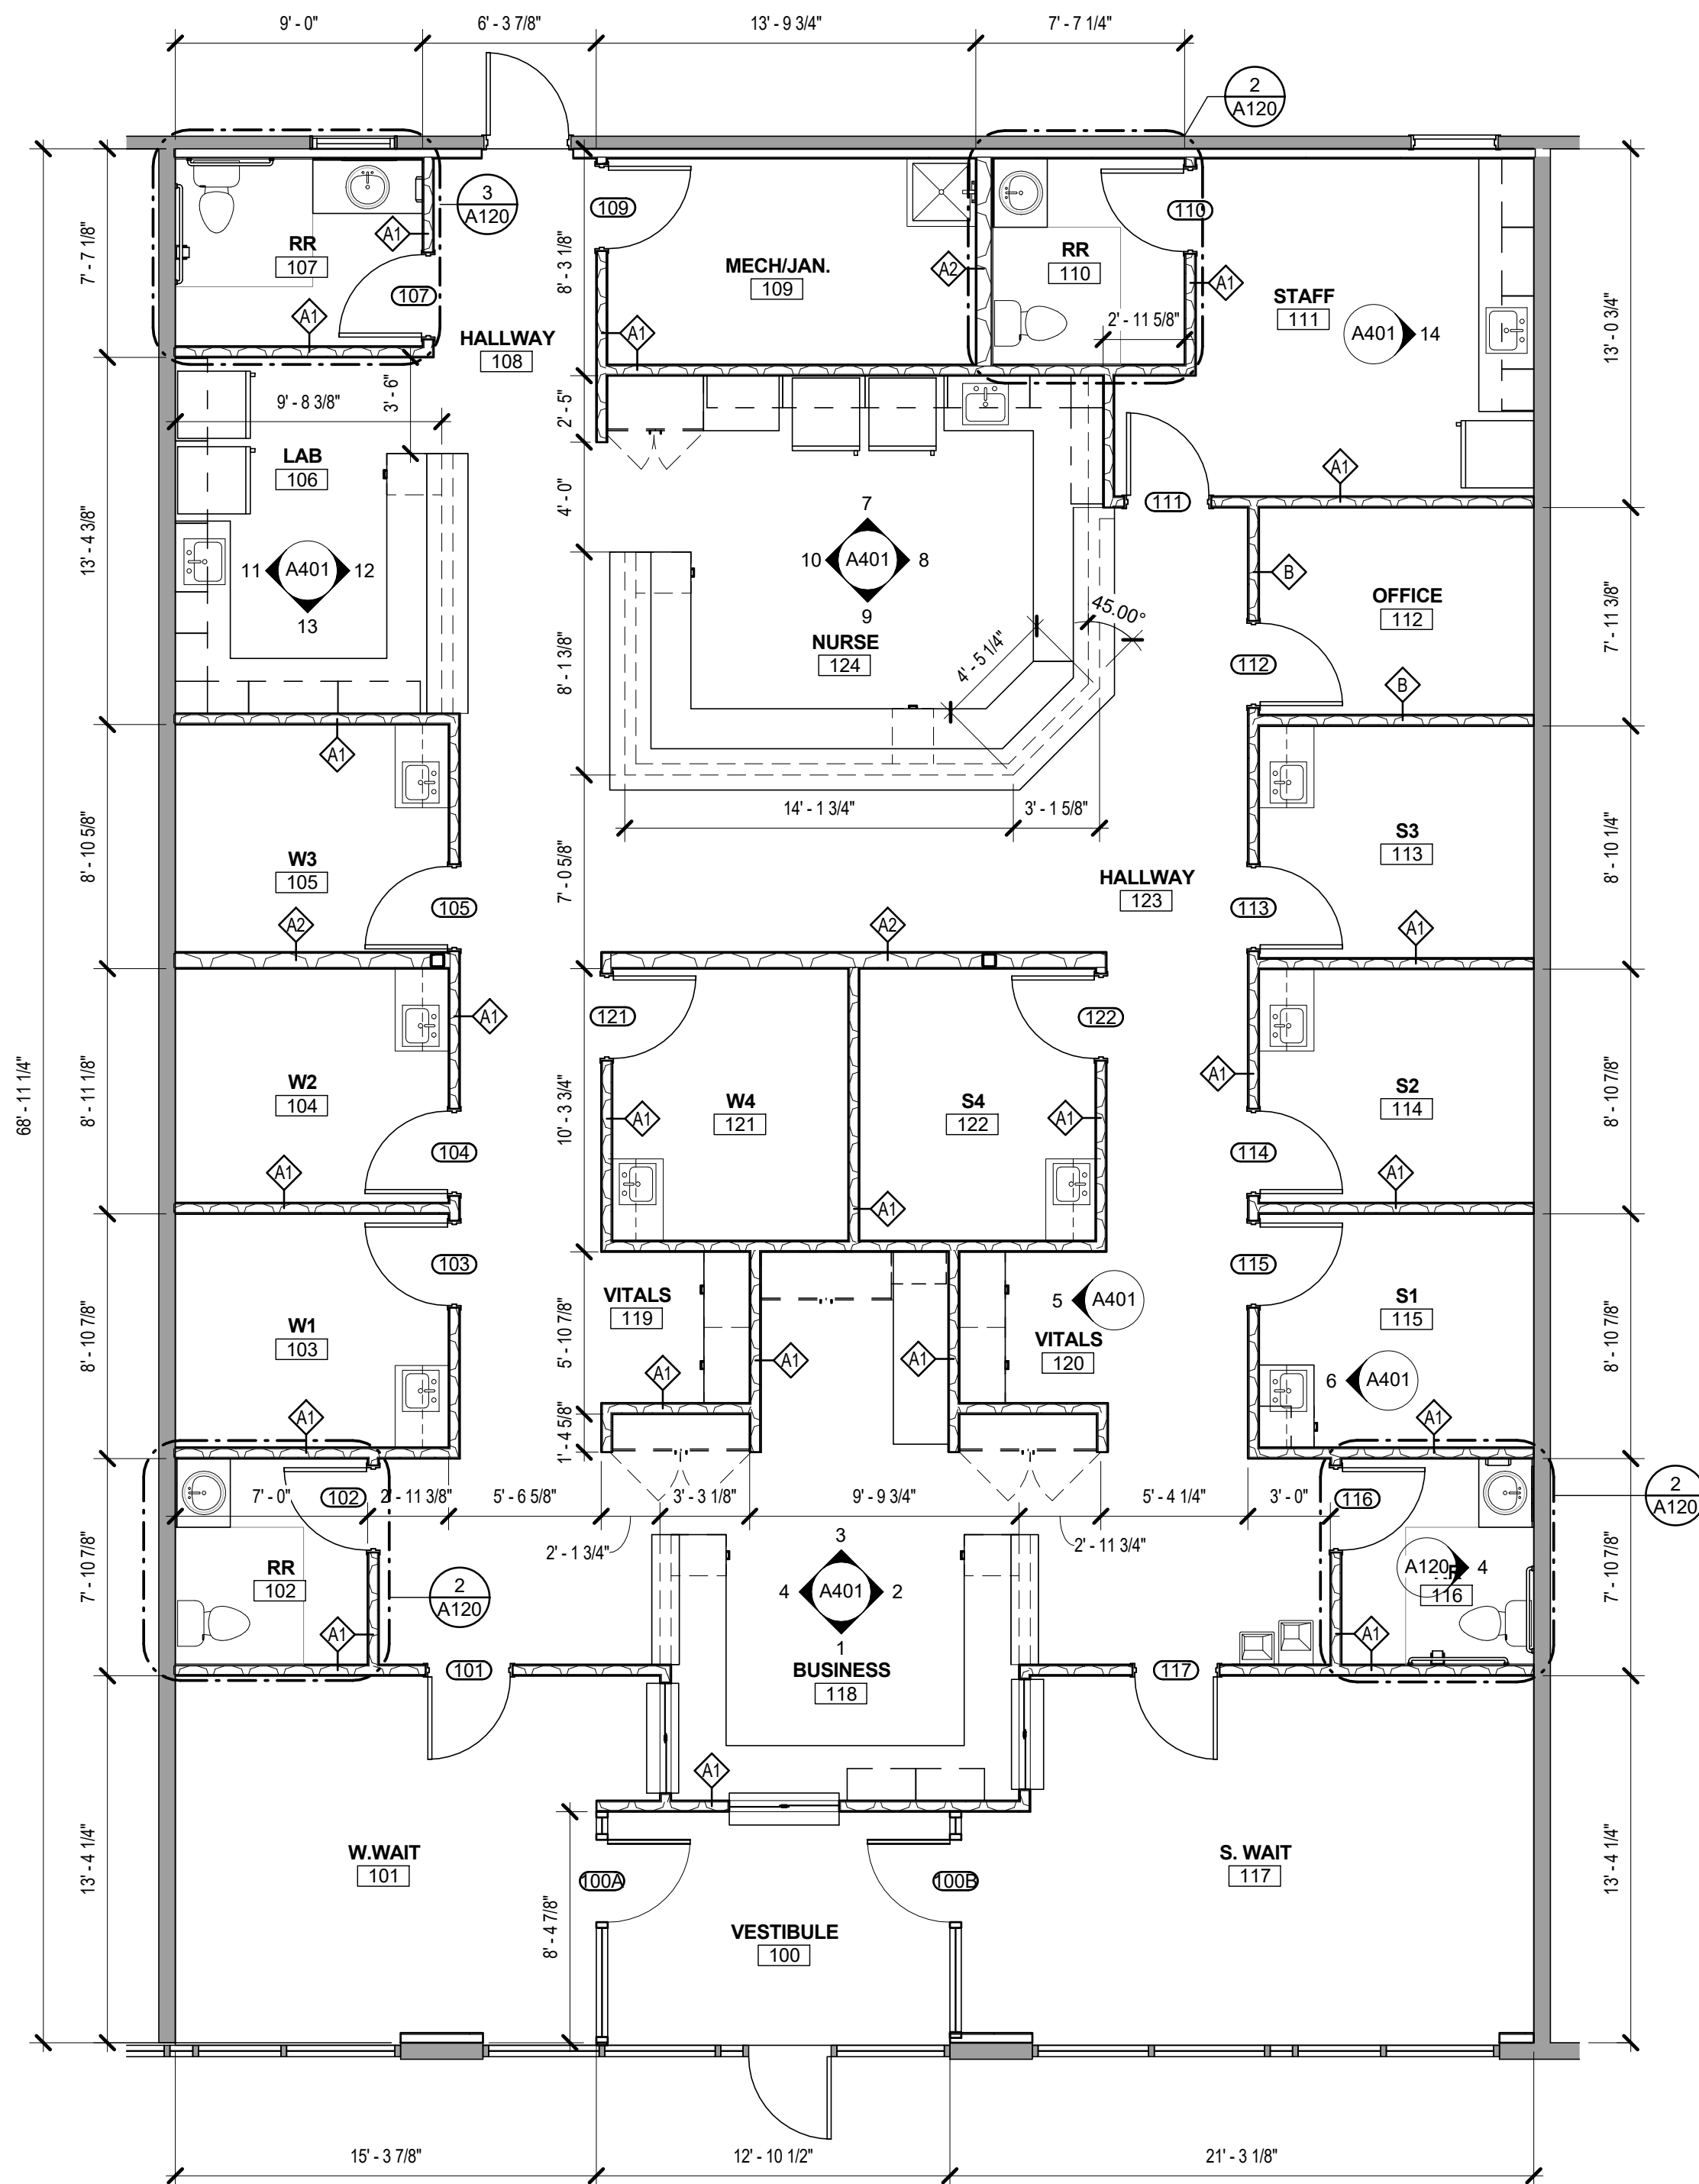 9' - 0"
6' - 3 7/8"
13' - 9 3/4"
7' - 7 1/4"
2
A120
3
A120
RR
107
A1
107
A1
109
MECH/JAN.
109
A2
A1
RR
110
110
A1
2' - 11 5/8"
STAFF
111
A401
14
HALLWAY
108
7' - 7 1/8"
8' - 3 1/8"
13' - 0 3/4"
9' - 8 3/8"
3' - 6"
2' - 5"
LAB
106
11
A401
12
13
13' - 4 3/8"
4' - 0"
7
10
A401
8
9
NURSE
124
45.00°
4' - 5 1/4"
8' - 1 3/8"
14' - 1 3/4"
3' - 1 5/8"
A1
111
B
OFFICE
112
112
B
7' - 11 3/8"
A1
W3
105
105
A2
8' - 10 5/8"
7' - 0 5/8"
HALLWAY
123
A2
S3
113
113
A1
8' - 10 1/4"
68' - 11 1/4"
A1
W2
104
104
A1
8' - 11 1/8"
10' - 3 3/4"
121
W4
121
A1
122
S4
122
A1
A1
A1
S2
114
114
A1
8' - 10 7/8"
103
W1
103
A1
8' - 10 7/8"
5' - 10 7/8"
1' - 4 5/8"
VITALS
119
A1
A1
A1
5
A401
VITALS
120
115
S1
115
6
A401
A1
8' - 10 7/8"
7' - 0"
102
2' - 11 3/8"
5' - 6 5/8"
3' - 3 1/8"
9' - 9 3/4"
5' - 4 1/4"
3' - 0"
116
2
A120
2' - 1 3/4"
2' - 11 3/4"
RR
102
A1
2
A120
7' - 10 7/8"
3
4
A401
2
1
BUSINESS
118
A120
4
116
A1
7' - 10 7/8"
101
117
A1
W.WAIT
101
100A
100B
VESTIBULE
100
S. WAIT
117
13' - 4 1/4"
8' - 4 7/8"
13' - 4 1/4"
15' - 3 7/8"
12' - 10 1/2"
21' - 3 1/8"